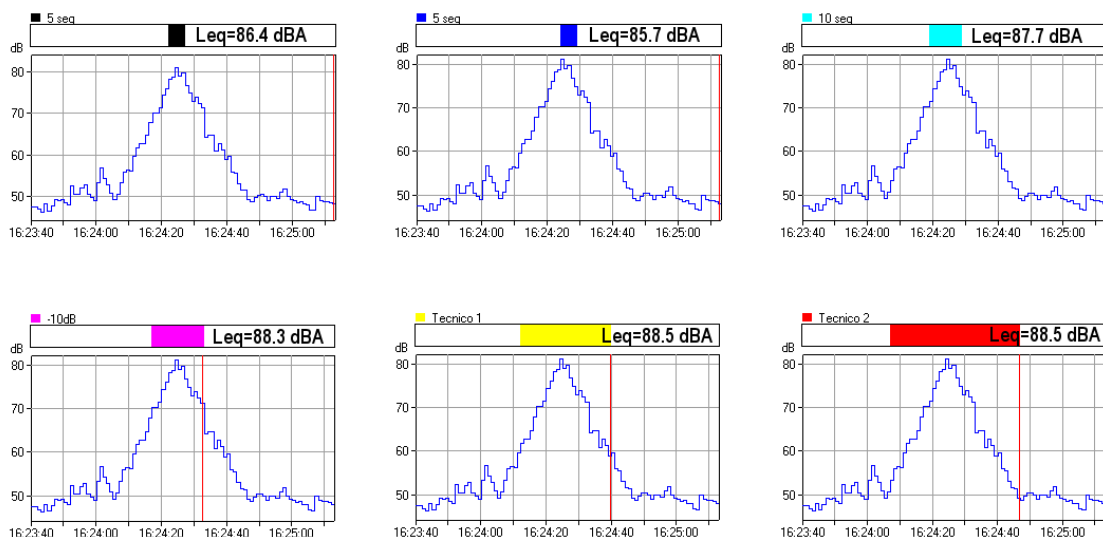 5 seg
Leq=86.4 dBA
dB
80
70
60
50
16:23:40 16:24:00 16:24:20 16:24:40 16:25:00
5 seg
Leq=85.7 dBA
dB
80
70
60
50
16:23:40 16:24:00 16:24:20 16:24:40 16:25:00
10 seg
Leq=87.7 dBA
dB
80
70
60
50
16:23:40 16:24:00 16:24:20 16:24:40 16:25:00
-10dB
Leq=88.3 dBA
dB
80
70
60
50
16:23:40 16:24:00 16:24:20 16:24:40 16:25:00
Tecnico 1
Leq=88.5 dBA
dB
80
70
60
50
16:23:40 16:24:00 16:24:20 16:24:40 16:25:00
Tecnico 2
Leq=88.5 dBA
dB
80
70
60
50
16:23:40 16:24:00 16:24:20 16:24:40 16:25:00